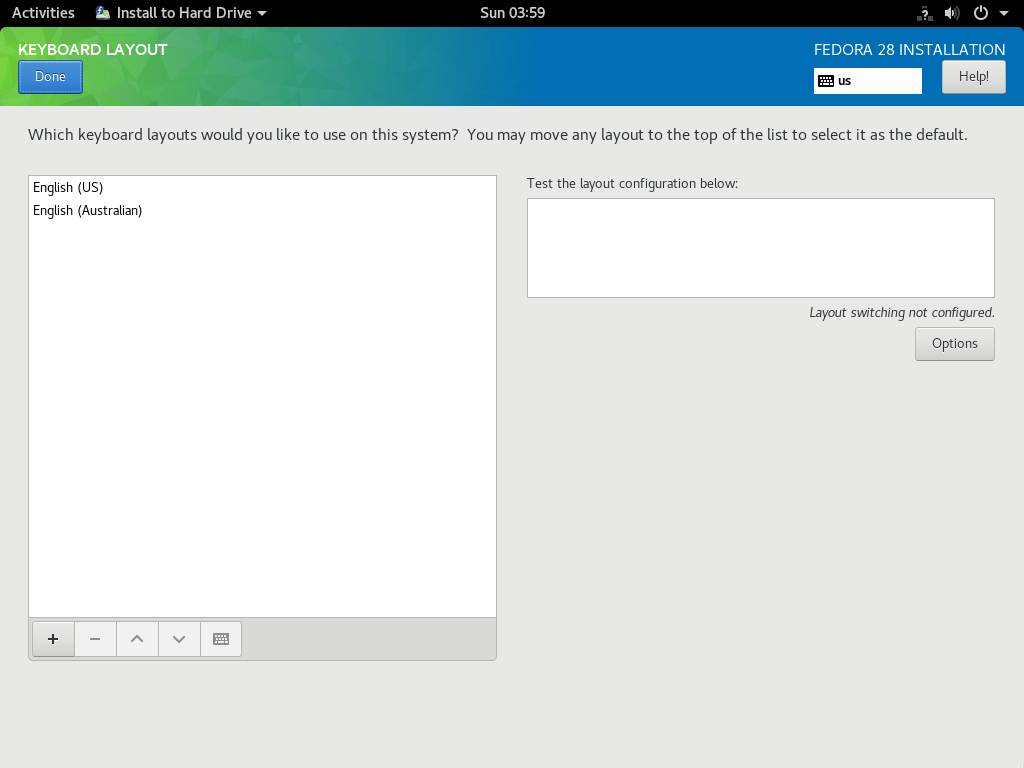 Activities Install to Hard Drive Sun 03:59
KEYBOARD LAYOUT FEDORA 28 INSTALLATION
Done us Help!
Which keyboard layouts would you like to use on this system? You may move any layout to the top of the list to select it as the default.
English (US)
English (Australian)
Test the layout configuration below:
Layout switching not configured.
Options